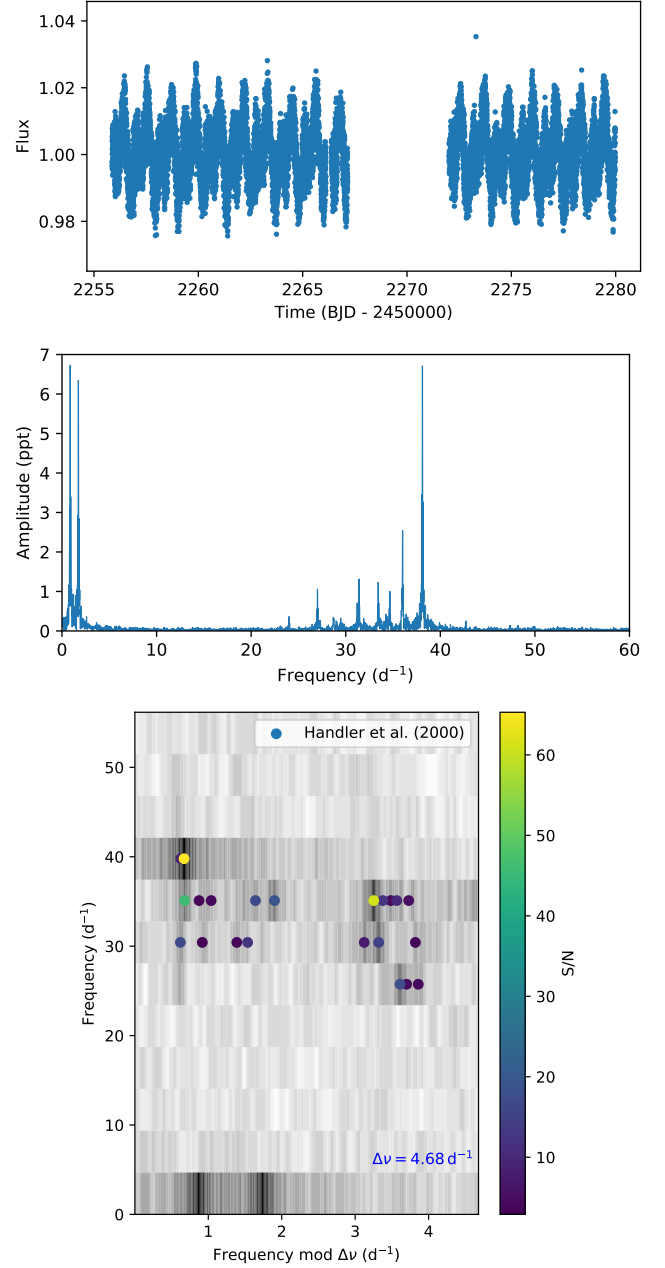 1.04
1.02
1.00
0.98
Flux
2255 2260 2265 2270 2275 2280
Time (BJD - 2450000)
7
6
5
4
3
2
1
0
Amplitude (ppt)
0 10 20 30 40 50 60
Frequency (d⁻¹)
Handler et al. (2000)
50
40
30
20
10
0
Frequency (d⁻¹)
Δν = 4.68 d⁻¹
1 2 3 4
Frequency mod Δν (d⁻¹)
60
50
40
30
20
10
S/N